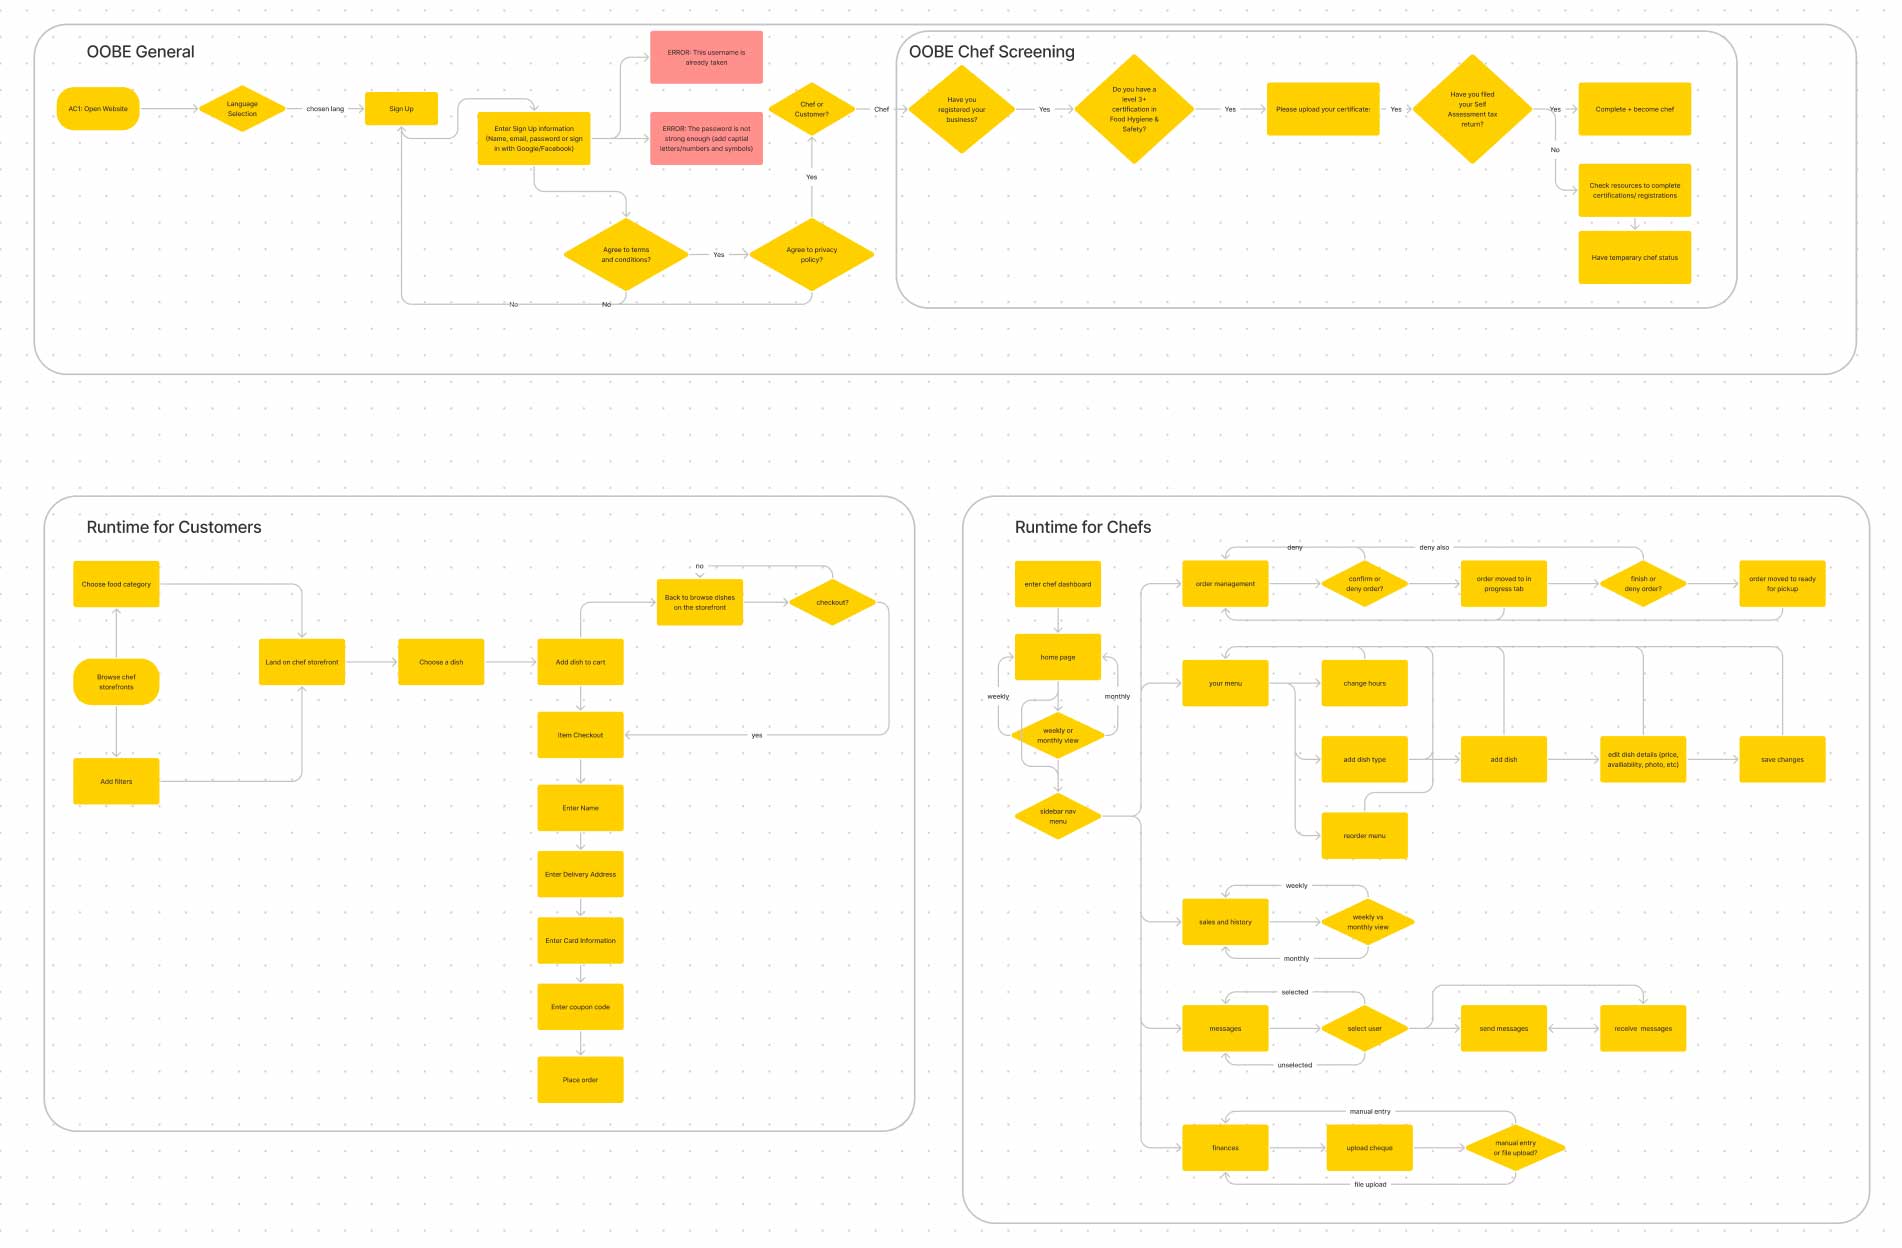 OOBE General
AC1: Open Website
Language
Selection
chosen lang
Sign Up
Enter Sign Up information
(Name, email, password or sign
in with Google/Facebook)
ERROR: This username is
already taken
ERROR: The password is not
strong enough (add captial
letters/numbers and symbols)
Agree to terms
and conditions?
Yes
Agree to privacy
policy?
No
No
Yes
Chef or
Customer?
Chef
OOBE Chef Screening
Have you
registered your
business?
Yes
Do you have a
level 3+
certification in
Food Hygiene &
Safety?
Yes
Please upload your certificate:
Yes
Have you filed
your Self
Assessment tax
return?
Yes
Complete + become chef
No
Check resources to complete
certifications/ registrations
Have temparary chef status
Runtime for Customers
Choose food category
Browse chef
storefronts
Add filters
Land on chef storefront
Choose a dish
Add dish to cart
no
Back to browse dishes
on the storefront
checkout?
Item Checkout
yes
Enter Name
Enter Delivery Address
Enter Card Information
Enter coupon code
Place order
Runtime for Chefs
enter chef dashboard
home page
weekly
monthly
weekly or
monthly view
sidebar nav
menu
deny
deny also
order management
confirm or
deny order?
order moved to in
progress tab
finish or
deny order?
order moved to ready
for pickup
your menu
change hours
add dish type
add dish
edit dish details (price,
availiability, photo, etc)
save changes
reorder menu
weekly
sales and history
weekly vs
monthly view
monthly
selected
messages
select user
send messages
receive messages
unselected
manual entry
finances
upload cheque
manual entry
or file upload?
file upload